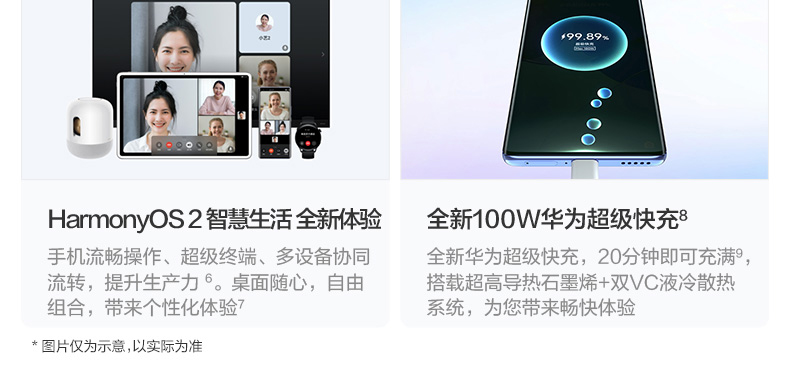 小艺2
99.89%
超级快充
HarmonyOS 2 智慧生活 全新体验
手机流畅操作、超级终端、多设备协同
流转，提升生产力 6。桌面随心，自由
组合，带来个性化体验7
全新100W华为超级快充8
全新华为超级快充，20分钟即可充满9，
搭载超高导热石墨烯+双VC液冷散热
系统，为您带来畅快体验
* 图片仅为示意，以实际为准